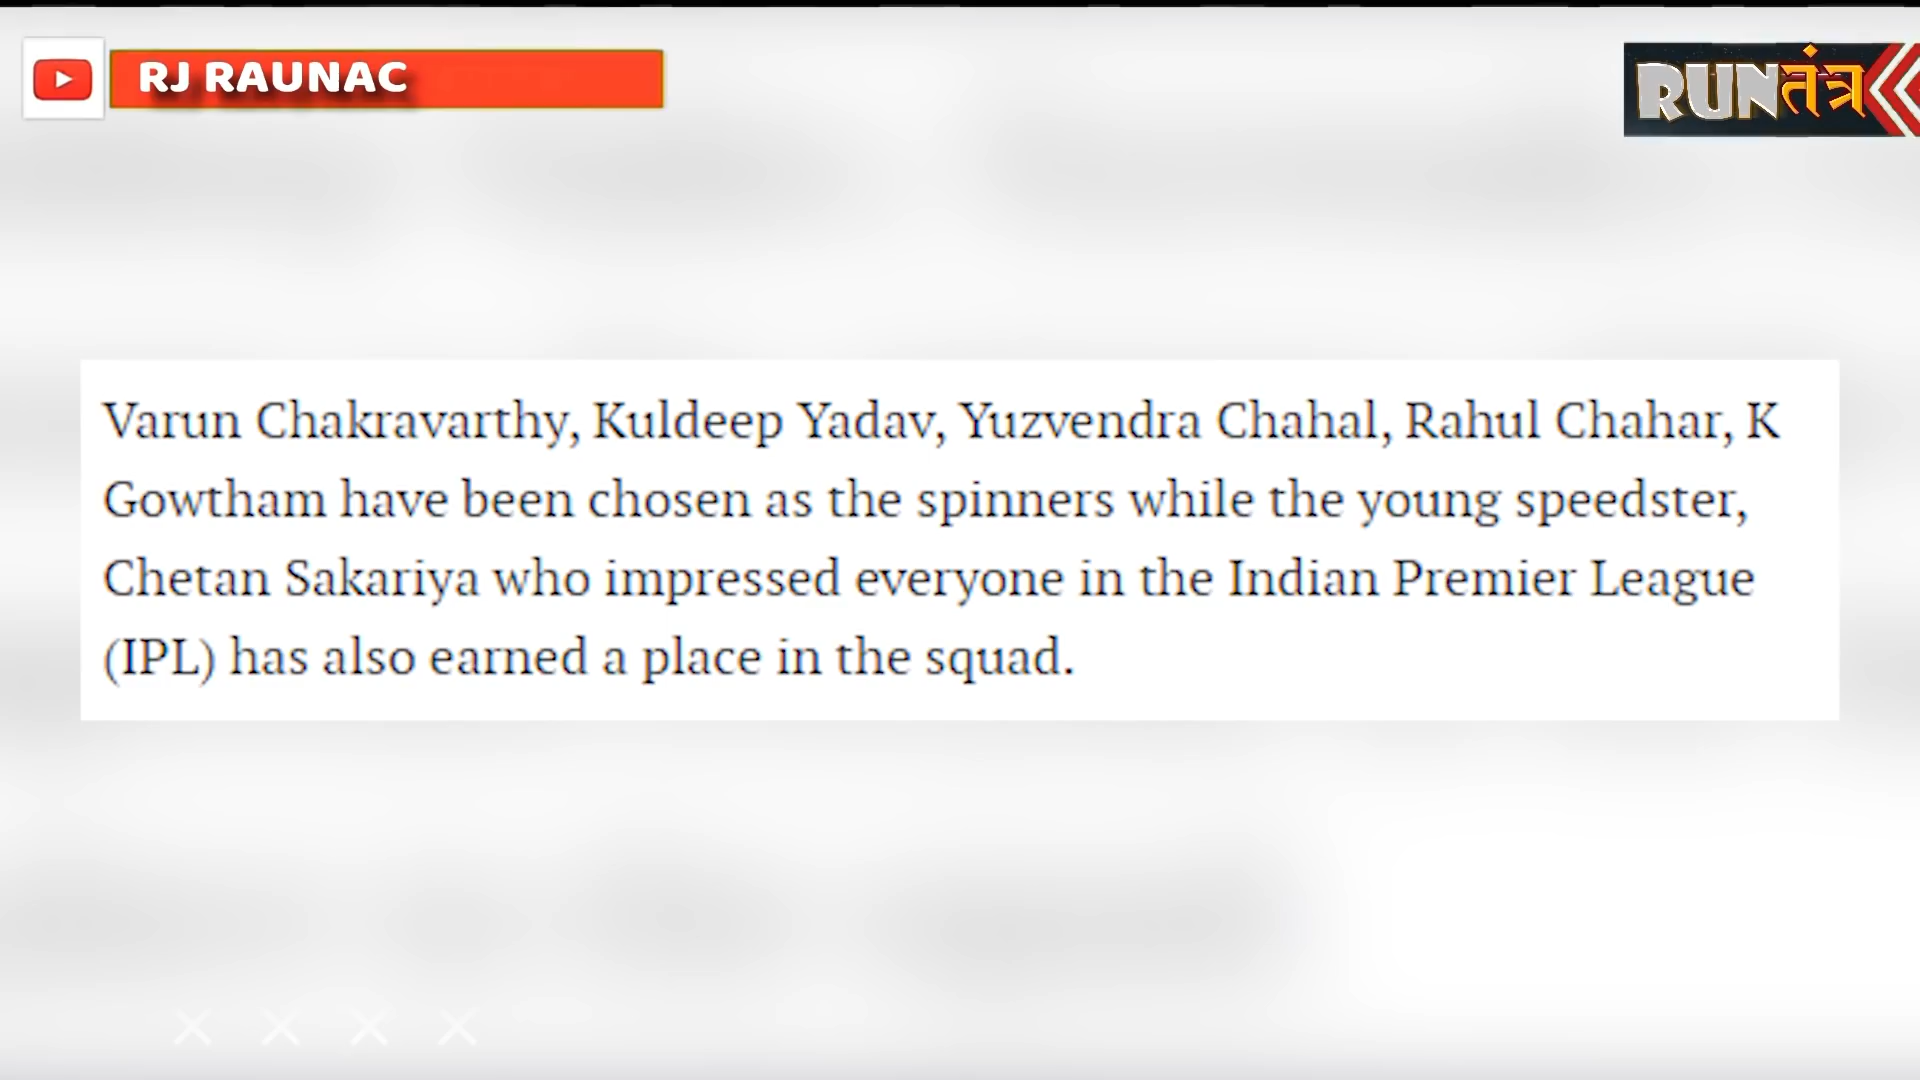 RJ RAUNAC
RUNतंत्र
Varun Chakravarthy, Kuldeep Yadav, Yuzvendra Chahal, Rahul Chahar, K
Gowtham have been chosen as the spinners while the young speedster,
Chetan Sakariya who impressed everyone in the Indian Premier League
(IPL) has also earned a place in the squad.